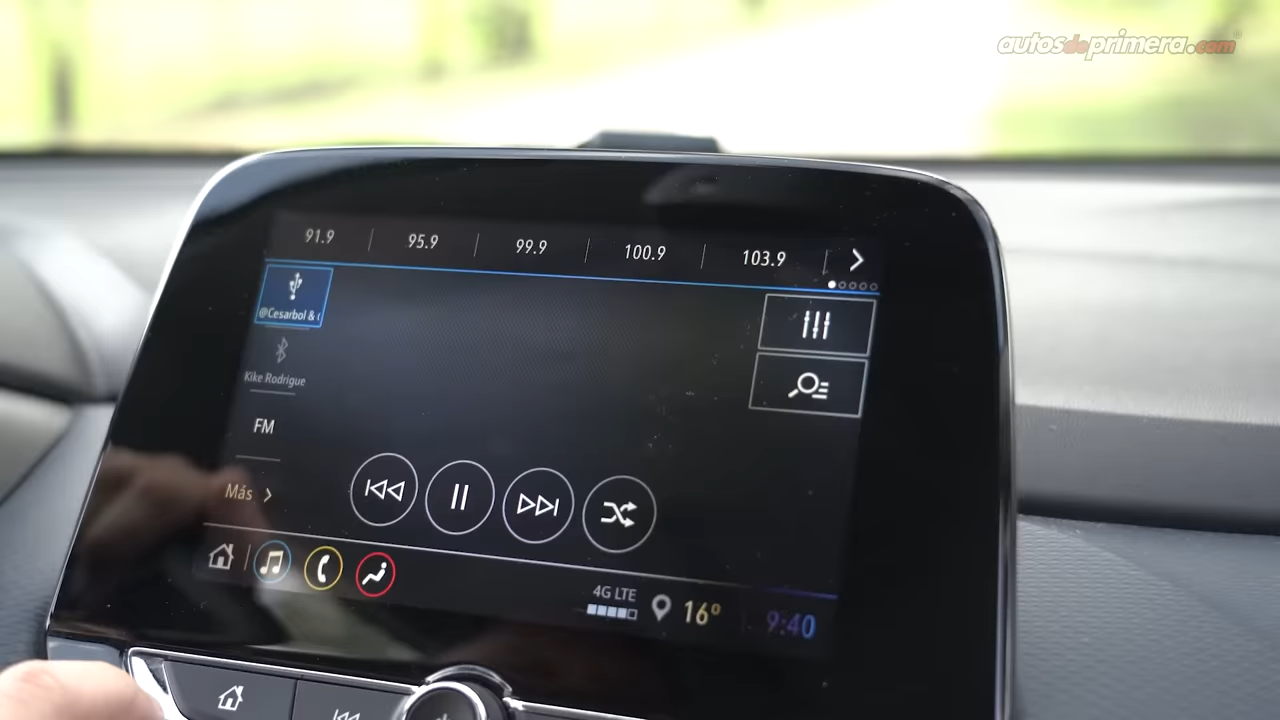 autosdeprimera.com
91.9 95.9 99.9 100.9 103.9
@Cesarbol &
Kike Rodrigue
FM
Más
4G LTE
16°
9:40